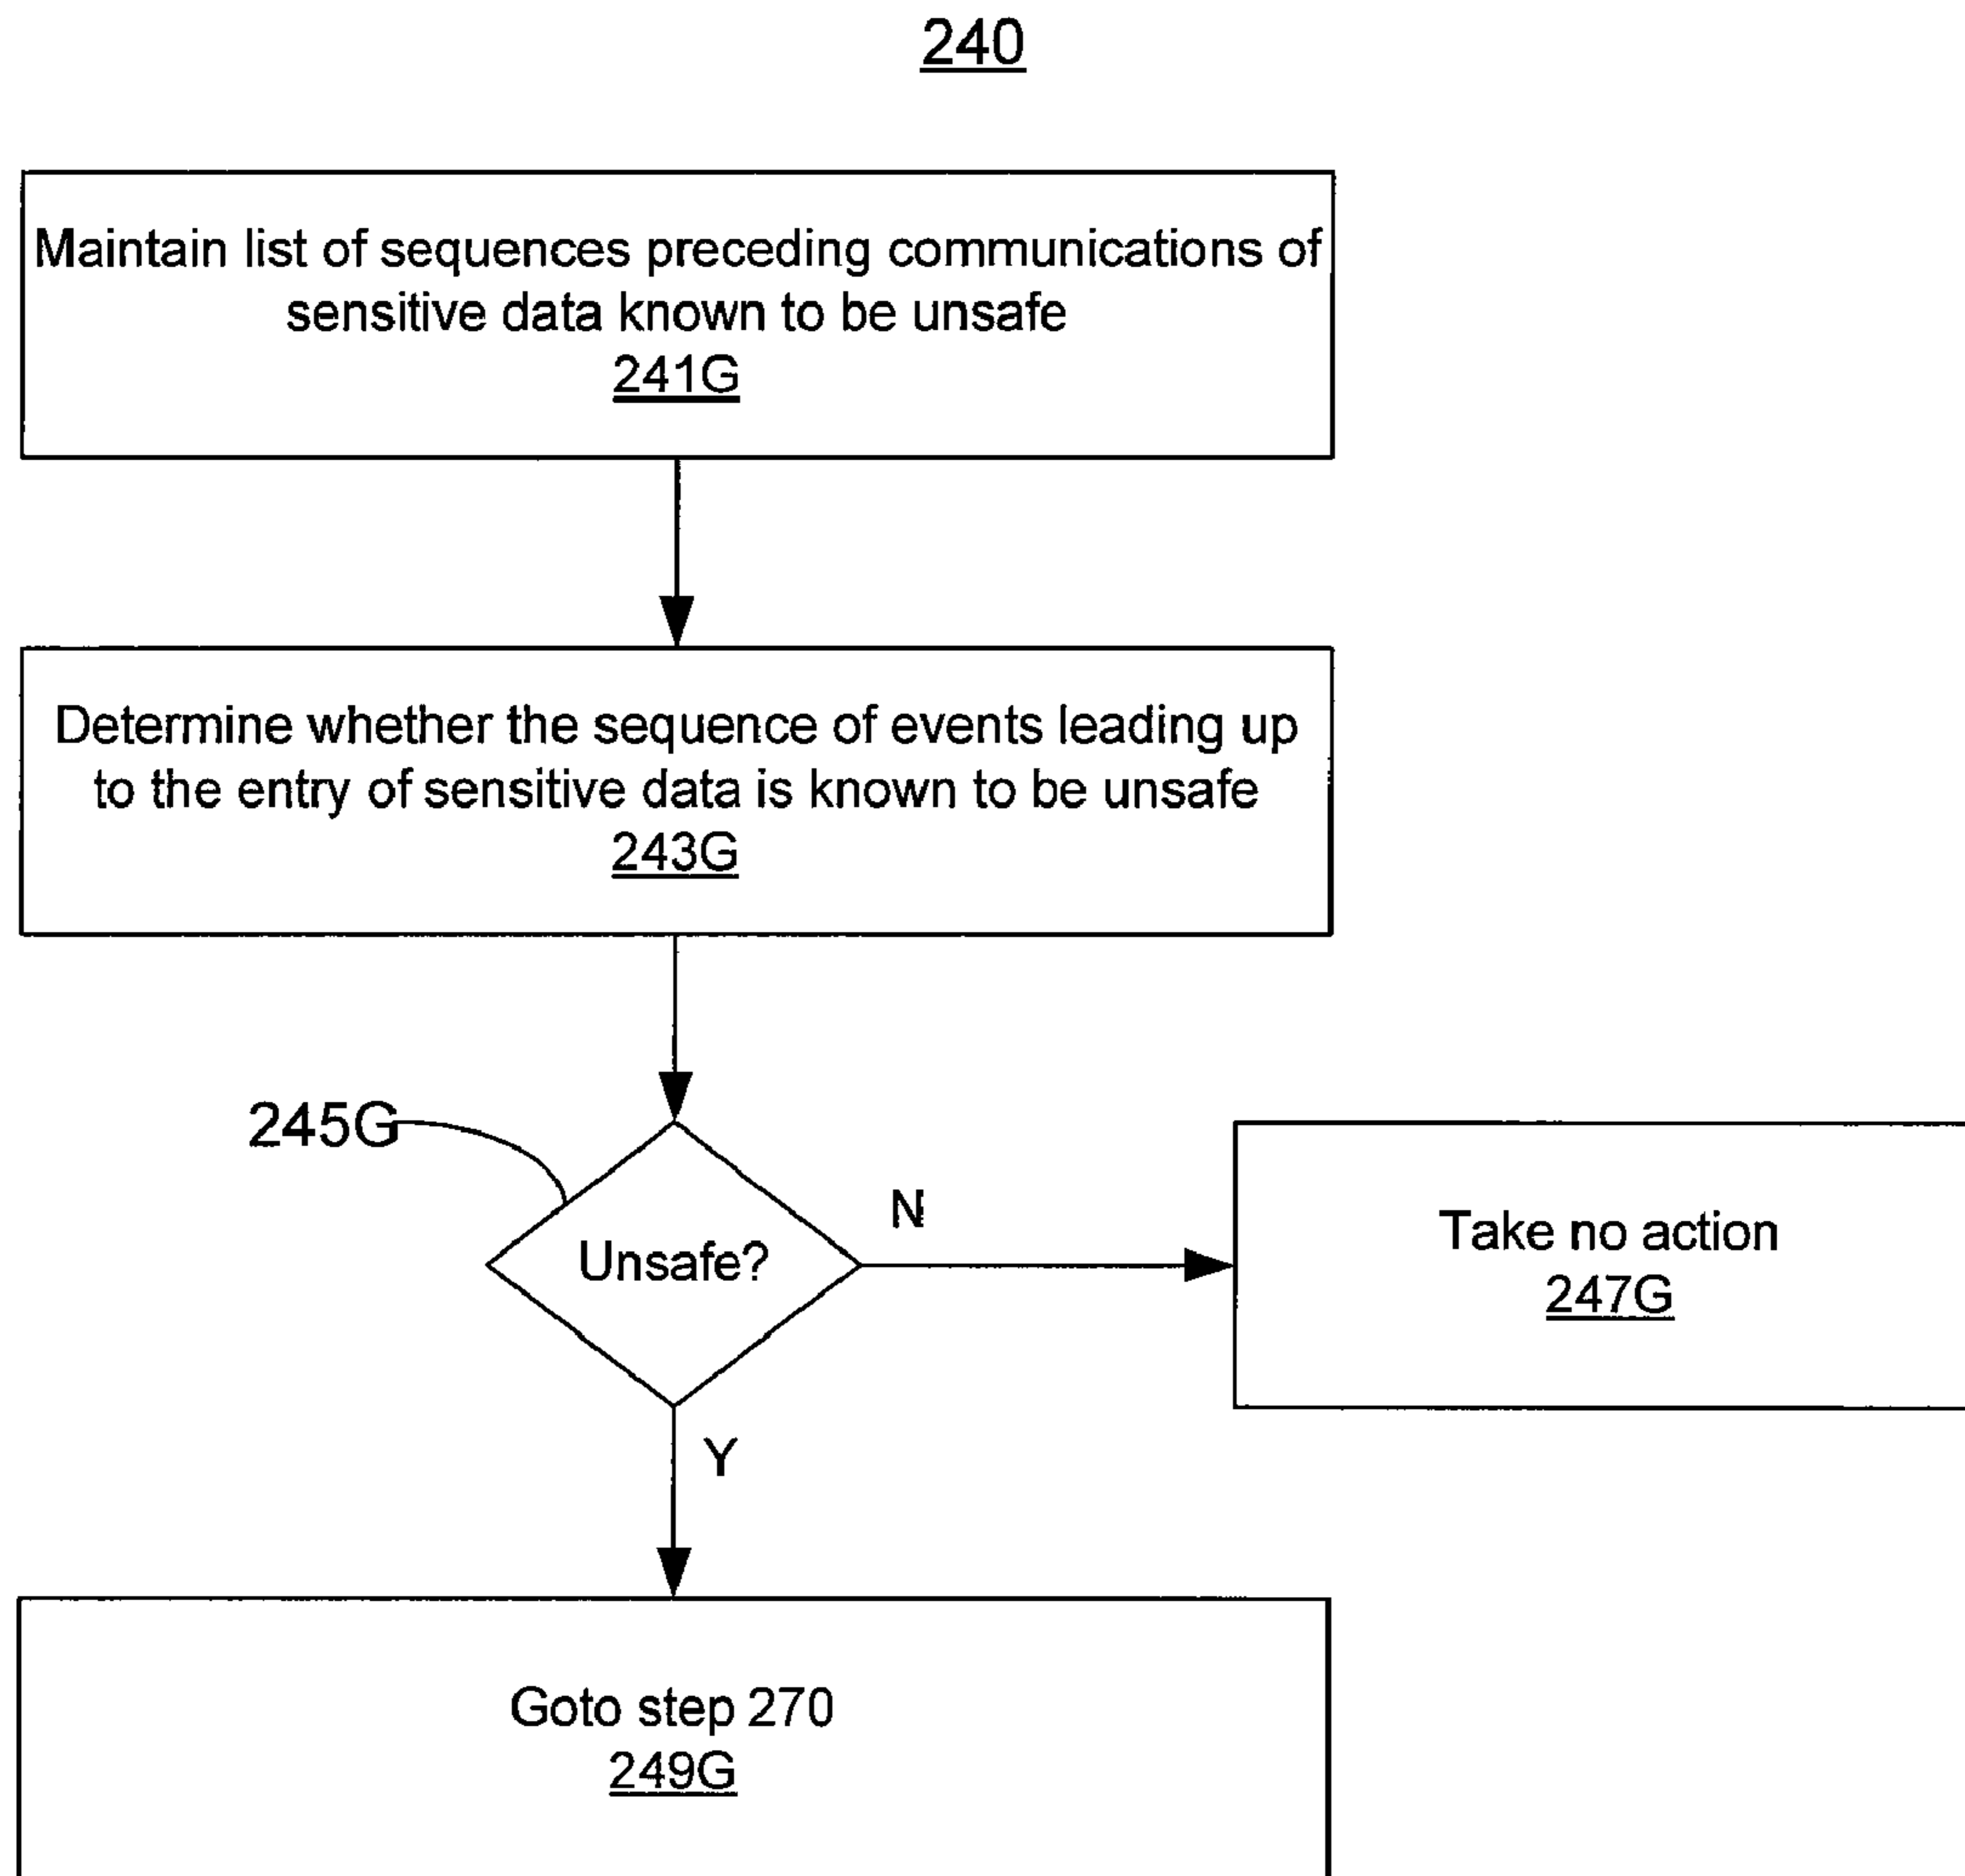 240
Maintain list of sequences preceding communications of
sensitive data known to be unsafe
241G
Determine whether the sequence of events leading up
to the entry of sensitive data is known to be unsafe
243G
245G
Unsafe?
N
Take no action
247G
Y
Goto step 270
249G